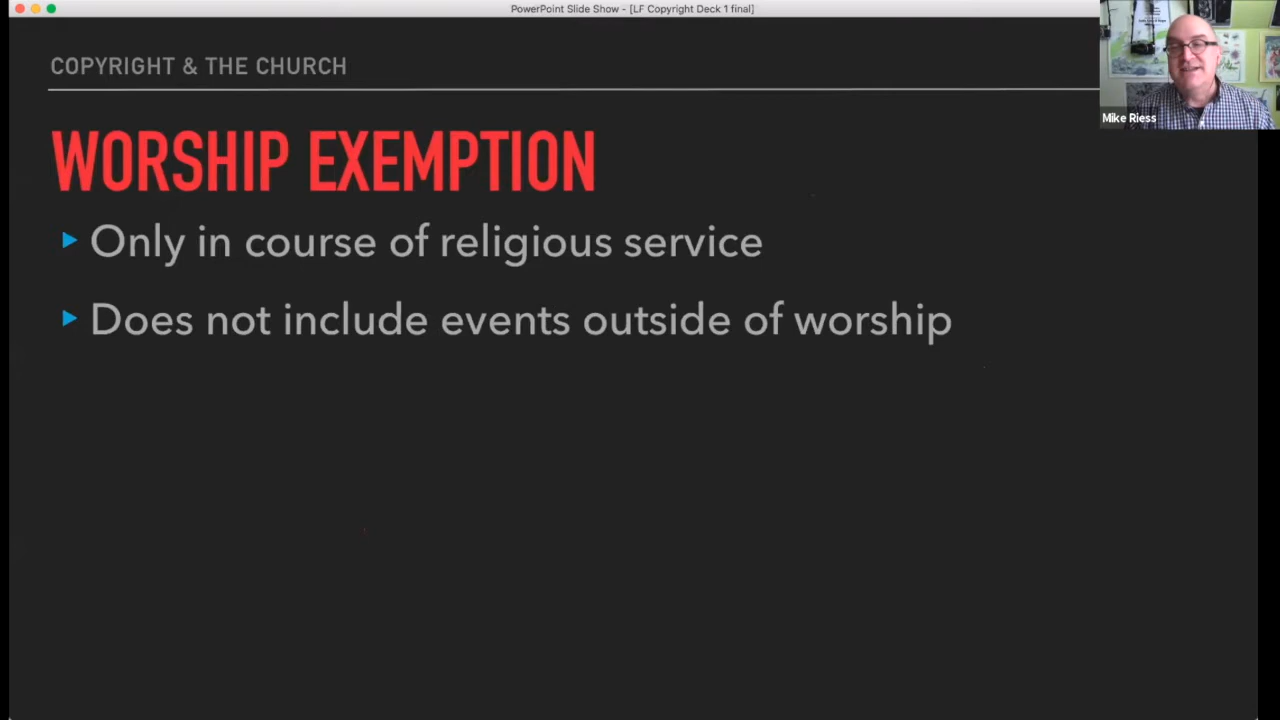 PowerPoint Slide Show - [LF Copyright Deck 1 final]
COPYRIGHT & THE CHURCH
Mike Riess
WORSHIP EXEMPTION
Only in course of religious service
Does not include events outside of worship